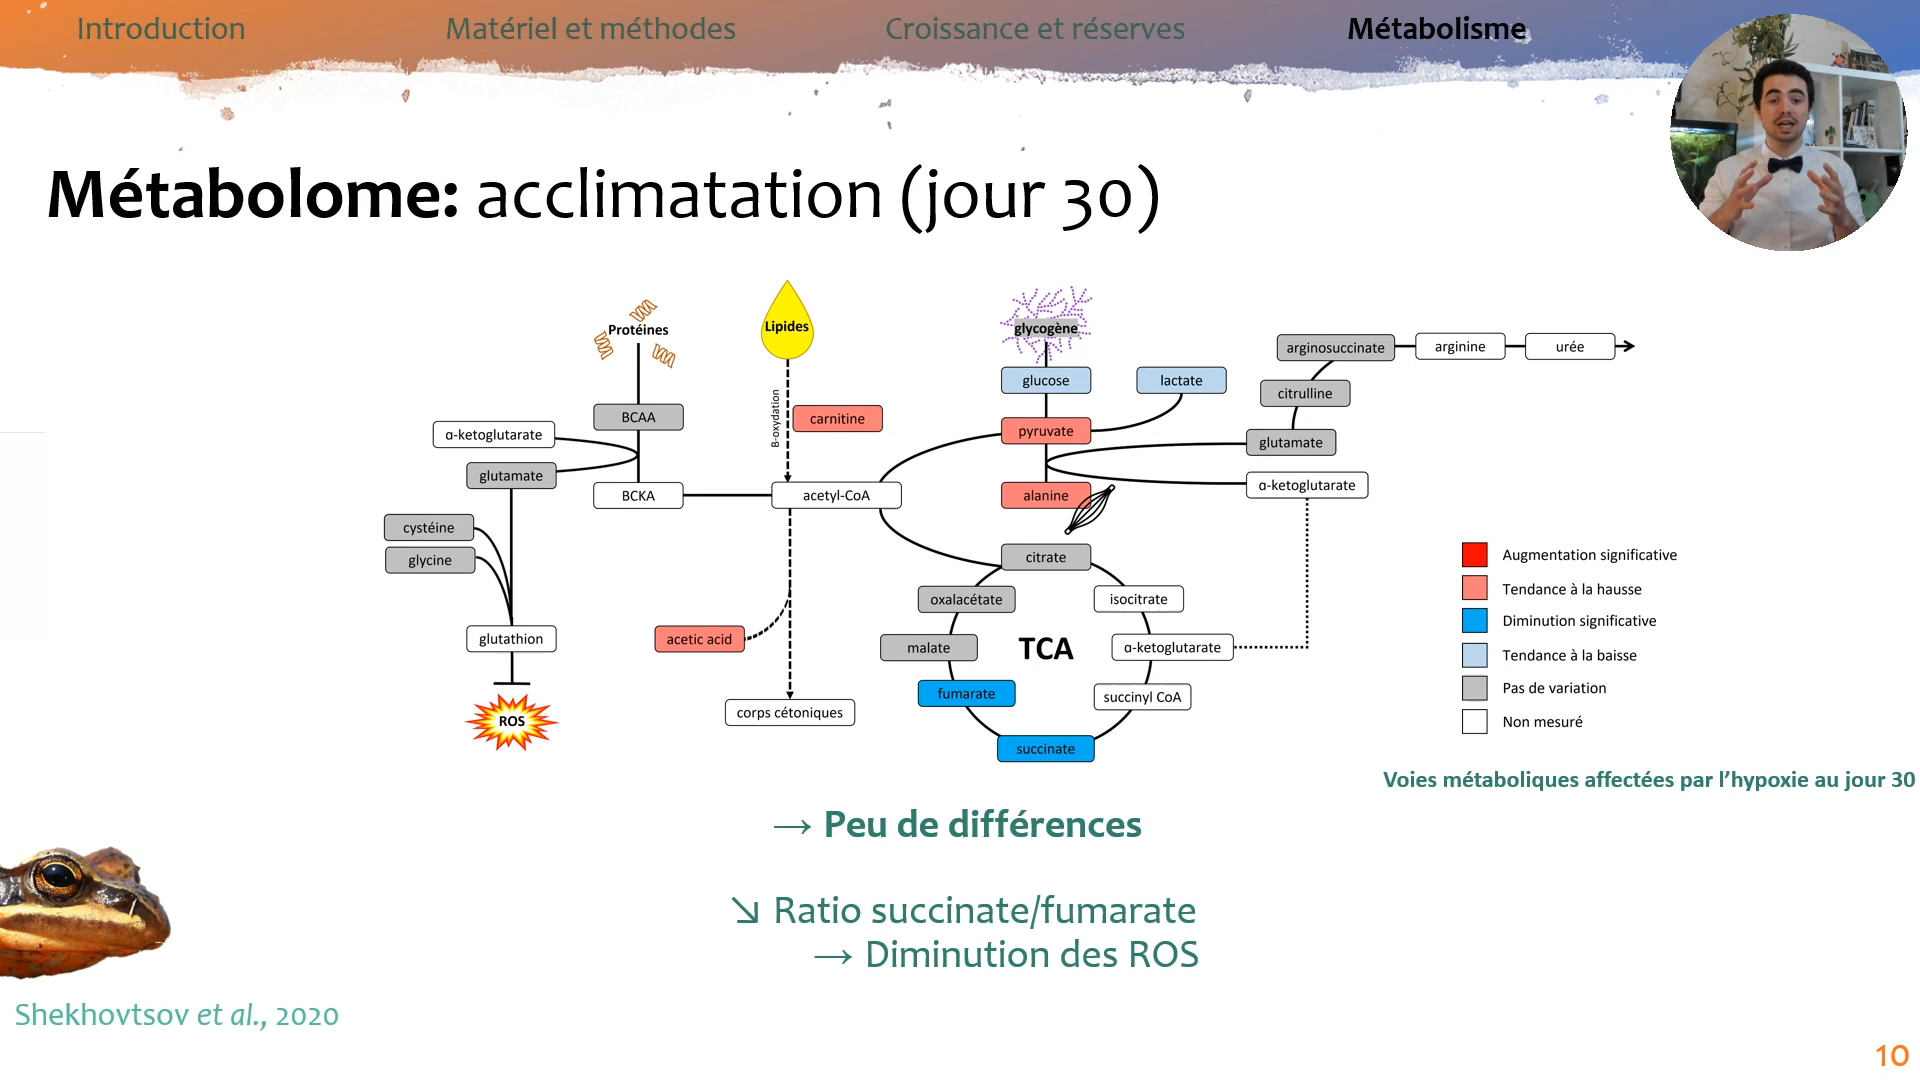 Introduction
Matériel et méthodes
Croissance et réserves
Métabolisme
Métabolome: acclimatation (jour 30)
Protéines
Lipides
glycogène
arginosuccinate
arginine
urée
glucose
lactate
citrulline
BCAA
B-oxydation
carnitine
pyruvate
α-ketoglutarate
glutamate
glutamate
α-ketoglutarate
BCKA
acetyl-CoA
alanine
cystéine
glycine
citrate
oxalacétate
isocitrate
glutathion
acetic acid
malate
TCA
α-ketoglutarate
fumarate
succinyl CoA
ROS
corps cétoniques
succinate
Augmentation significative
Tendance à la hausse
Diminution significative
Tendance à la baisse
Pas de variation
Non mesuré
Voies métaboliques affectées par l’hypoxie au jour 30
→ Peu de différences
↘ Ratio succinate/fumarate
→ Diminution des ROS
Shekhovtsov et al., 2020
10